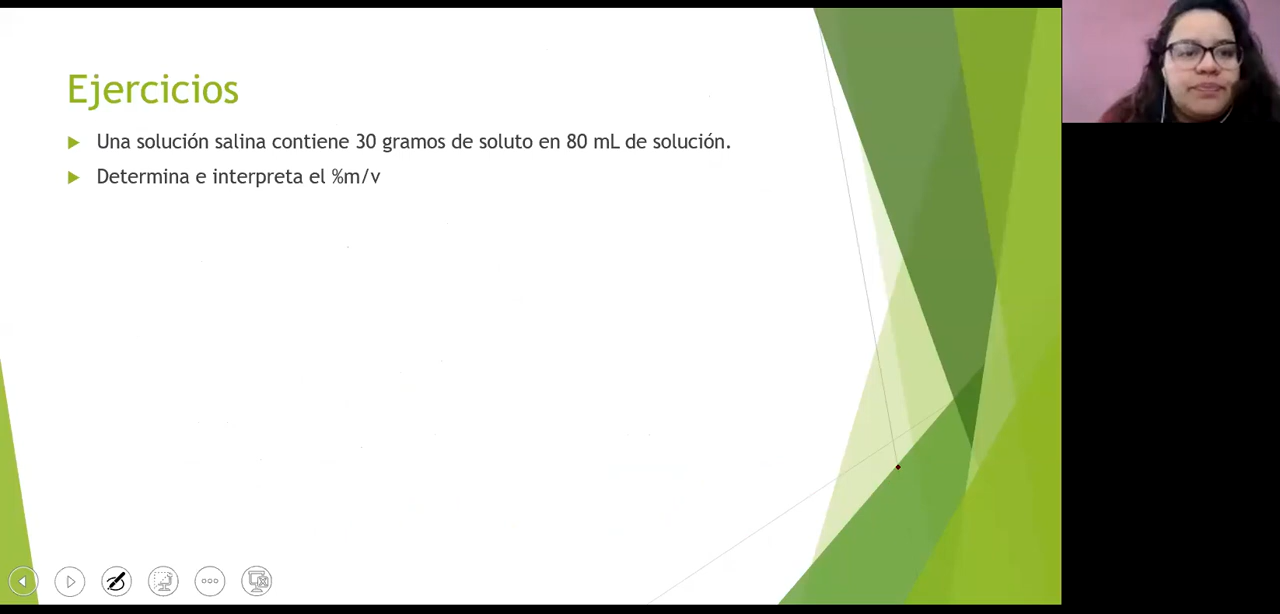 Ejercicios
Una solución salina contiene 30 gramos de soluto en 80 mL de solución.
Determina e interpreta el %m/v